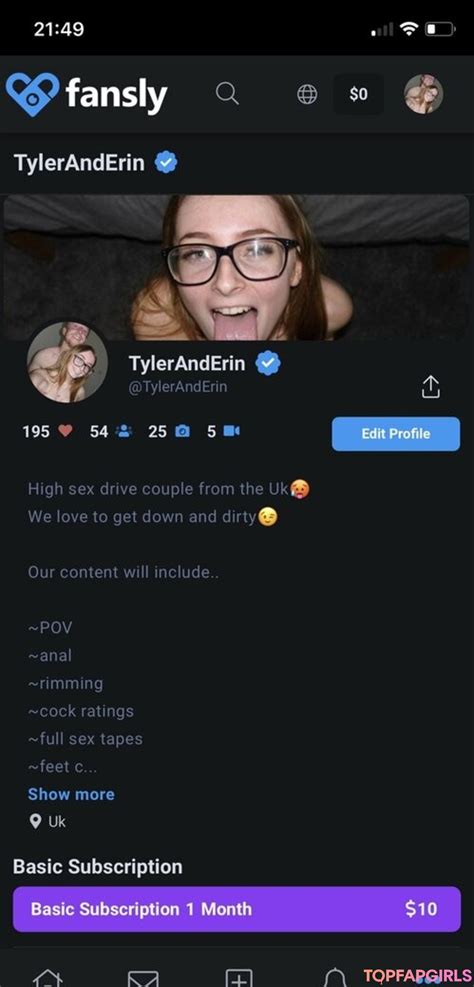 21:49
fansly
$0
TylerAndErin
TylerAndErin
@TylerAndErin
195 54 25 5
Edit Profile
High sex drive couple from the Uk🥵
We love to get down and dirty😉
Our content will include..
~POV
~anal
~rimming
~cock ratings
~full sex tapes
~feet c...
Show more
Uk
Basic Subscription
Basic Subscription 1 Month $10
TOPFAPGIRLS